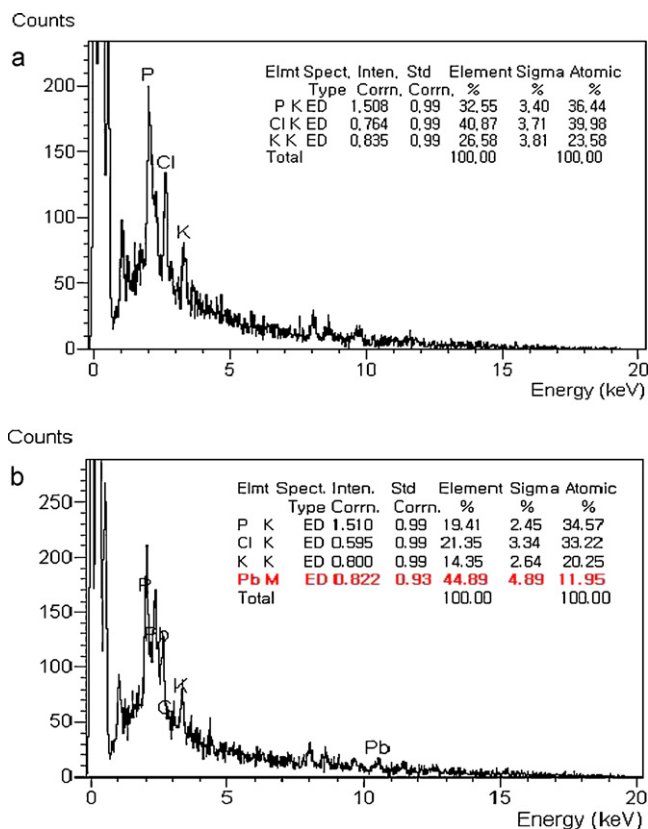 Counts
a
Elmt Spect. Inten. Std Element Sigma Atomic
Type Corrn. Corrn. % % %
P K ED 1.508 0.99 32.55 3.40 36.44
Cl K ED 0.764 0.99 40.87 3.71 39.98
K K ED 0.835 0.99 26.58 3.81 23.58
Total 100.00 100.00
P
Cl
K
200
150
100
50
0
0 5 10 15 20
Energy (keV)
Counts
b
Elmt Spect. Inten. Std Element Sigma Atomic
Type Corrn. Corrn. % % %
P K ED 1.510 0.99 19.41 2.45 34.57
Cl K ED 0.595 0.99 21.35 3.34 33.22
K K ED 0.800 0.99 14.35 2.64 20.25
Pb M ED 0.822 0.93 44.89 4.89 11.95
Total 100.00 100.00
250
200
150
100
50
0
P
Pb
Cl
K
Pb
0 5 10 15 20
Energy (keV)